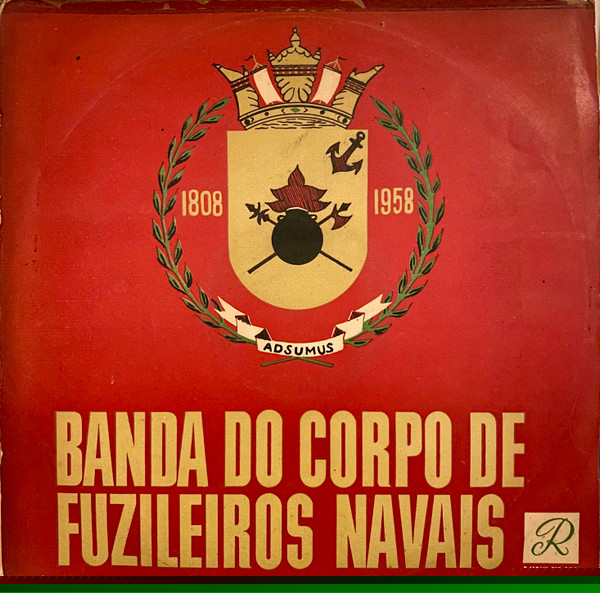 1808
1958
ADSUMUS
BANDA DO CORPO DE
FUZILEIROS NAVAIS
R